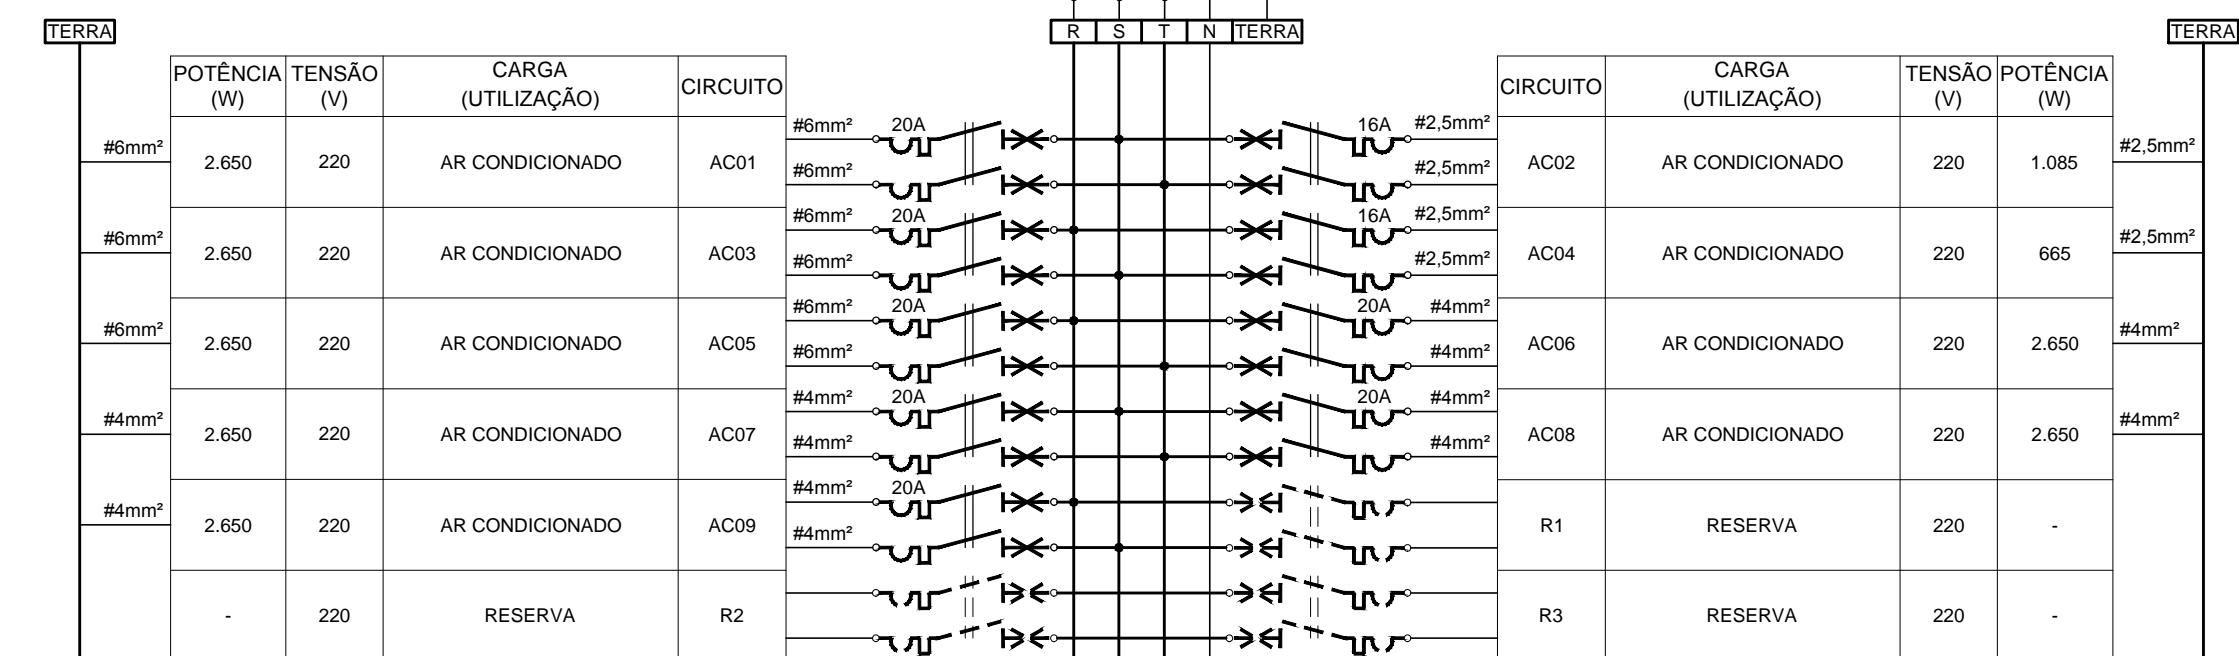 TERRA
R S T N TERRA
TERRA
POTÊNCIA (W) TENSÃO (V) CARGA (UTILIZAÇÃO) CIRCUITO
CIRCUITO CARGA (UTILIZAÇÃO) TENSÃO (V) POTÊNCIA (W)
#6mm² 2.650 220 AR CONDICIONADO AC01 #6mm² 20A
#6mm²
16A #2,5mm² AC02 AR CONDICIONADO 220 1.085 #2,5mm²
#2,5mm²
#6mm² 2.650 220 AR CONDICIONADO AC03 #6mm² 20A
#6mm²
16A #2,5mm² AC04 AR CONDICIONADO 220 665 #2,5mm²
#2,5mm²
#6mm² 2.650 220 AR CONDICIONADO AC05 #6mm² 20A
#6mm²
20A #4mm² AC06 AR CONDICIONADO 220 2.650 #4mm²
#4mm²
#4mm² 2.650 220 AR CONDICIONADO AC07 #4mm² 20A
#4mm²
20A #4mm² AC08 AR CONDICIONADO 220 2.650 #4mm²
#4mm²
#4mm² 2.650 220 AR CONDICIONADO AC09 #4mm² 20A
#4mm²
R1 RESERVA 220 -
- 220 RESERVA R2
R3 RESERVA 220 -